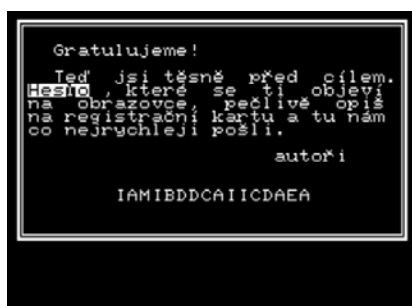 Gratulujeme!
Teď jsi těsně před cílem.
Heslo , které se ti objeví
na obrazovce, pečlivě opiš
na registrační kartu a tu nám
co nejrychleji pošli.
autoři
IAMIBDDCAIICDAEA